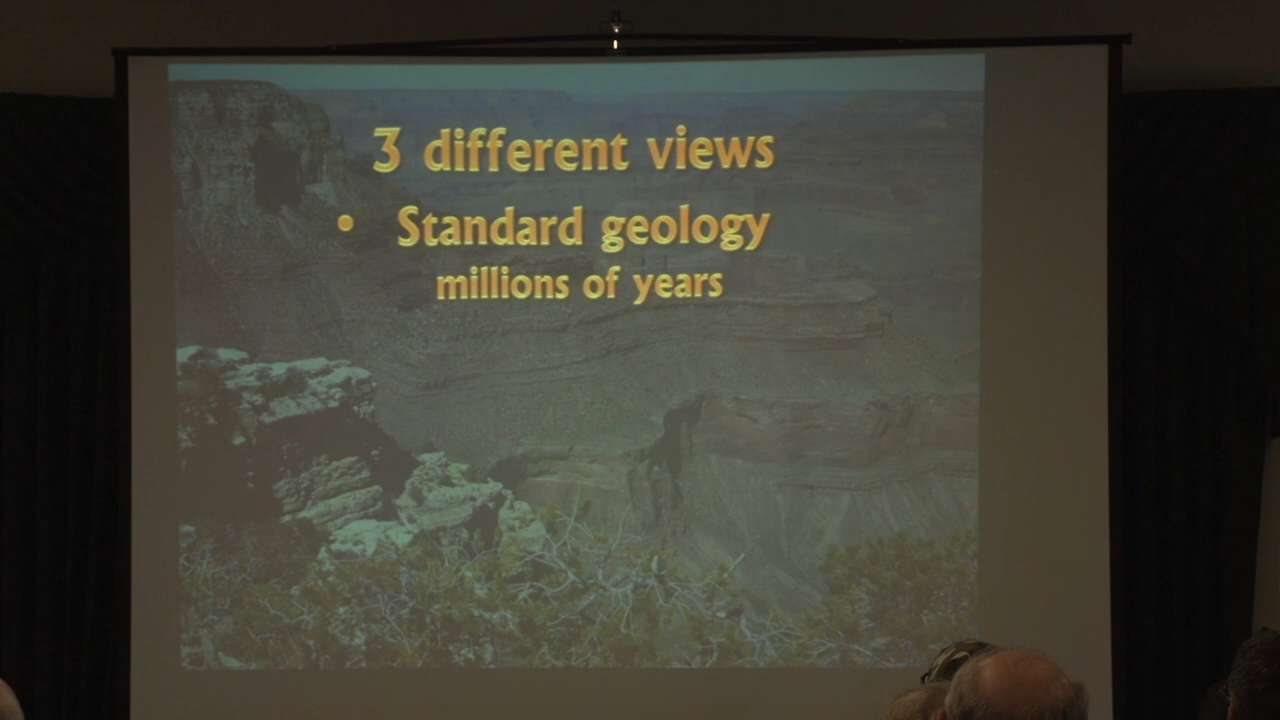 3 different views
• Standard geology
millions of years